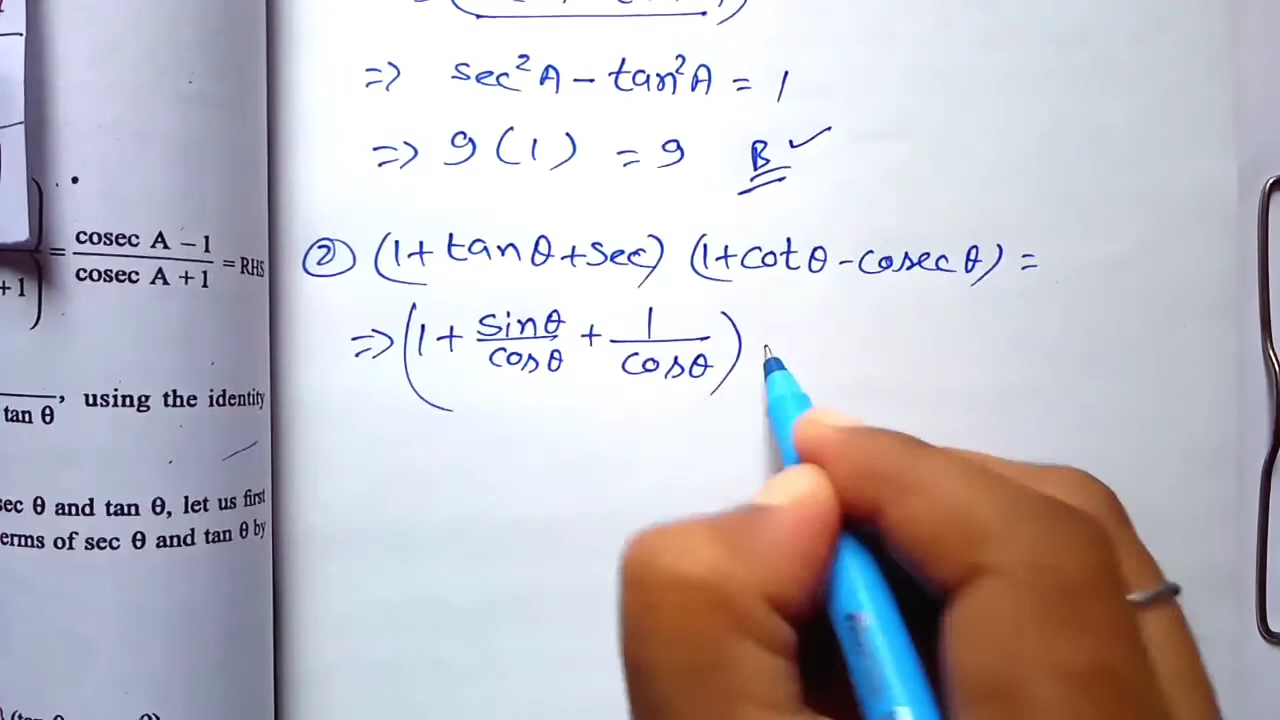 => sec²A - tan²A = 1
=> 9 (1) = 9 B ✓
+1 = cosec A - 1 / cosec A + 1 = RHS
② (1+tanθ+sec) (1+cotθ-cosecθ) =
=> (1 + sinθ/cosθ + 1/cosθ)
tan θ, using the identity
sec θ and tan θ, let us first
erms of sec θ and tan θ by